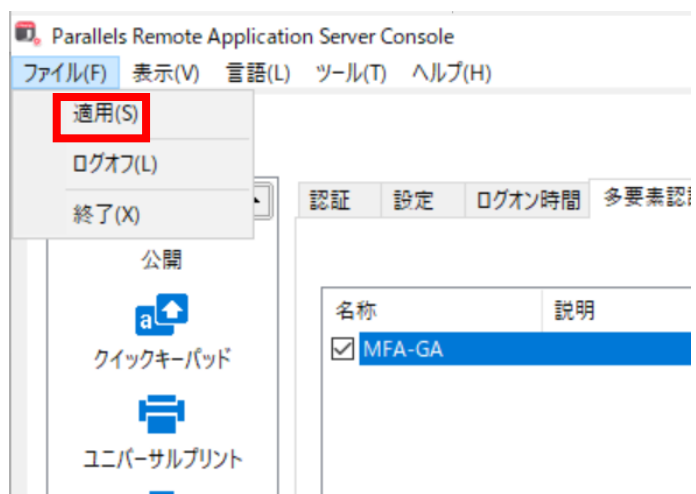 Parallels Remote Application Server Console
ファイル(F) 表示(V) 言語(L) ツール(T) ヘルプ(H)
適用(S)
ログオフ(L)
終了(X)
認証 設定 ログオン時間 多要素認証
公開
名称 説明
MFA-GA
a
クイックキーパッド
ユニバーサルプリント